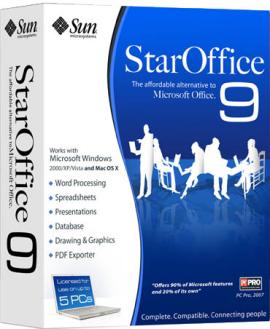 Sun
microsystems
StarOffice 9
The affordable alternative
to Microsoft Office.
Works with
Microsoft Windows
2000/XP/Vista and Mac OS X
• Word Processing
• Spreadsheets
• Presentations
• Database
• Drawing & Graphics
• PDF Exporter
Licensed for
use on up to
5 PCs
Sun
microsystems
StarOffice
The affordable alternative to
Microsoft Office.
9
"Offers 90% of Microsoft features
and 20% of its own"
PC PRO
PC Pro, 2007
Complete. Compatible. Connecting people